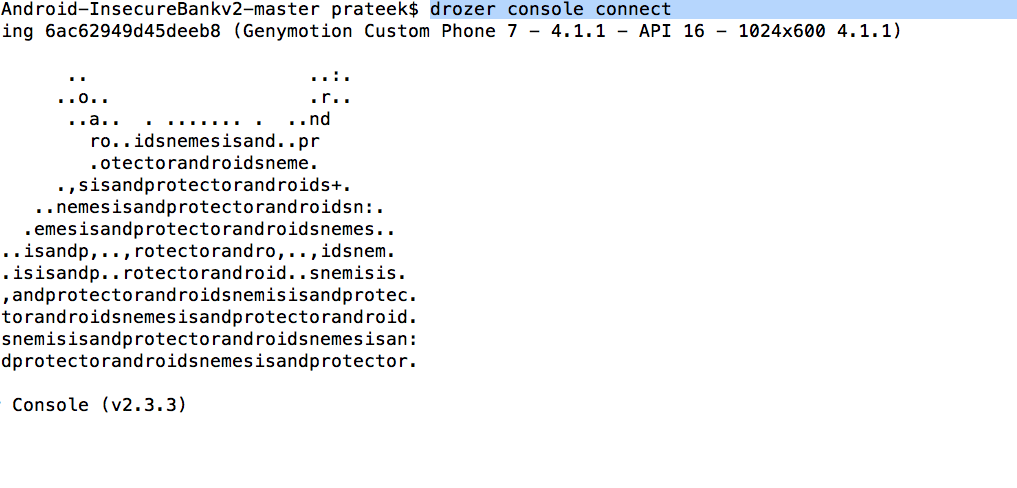 Android-InsecureBankv2-master prateek$ drozer console connect
ing 6ac62949d45deeb8 (Genymotion Custom Phone 7 - 4.1.1 - API 16 - 1024x600 4.1.1)
.. ..:.
..o.. .r..
..a.. . ....... . ..nd
ro..idsnemesisand..pr
.otectorandroidsneme.
.,sisandprotectorandroids+.
..nemesisandprotectorandroidsn:.
.emesisandprotectorandroidsnemes..
..isandp,..,rotectorandro,..,idsnem.
.isisandp..rotectorandroid..snemisis.
,andprotectorandroidsnemisisandprotec.
torandroidsnemesisandprotectorandroid.
snemisisandprotectorandroidsnemesisan:
dprotectorandroidsnemesisandprotector.
Console (v2.3.3)